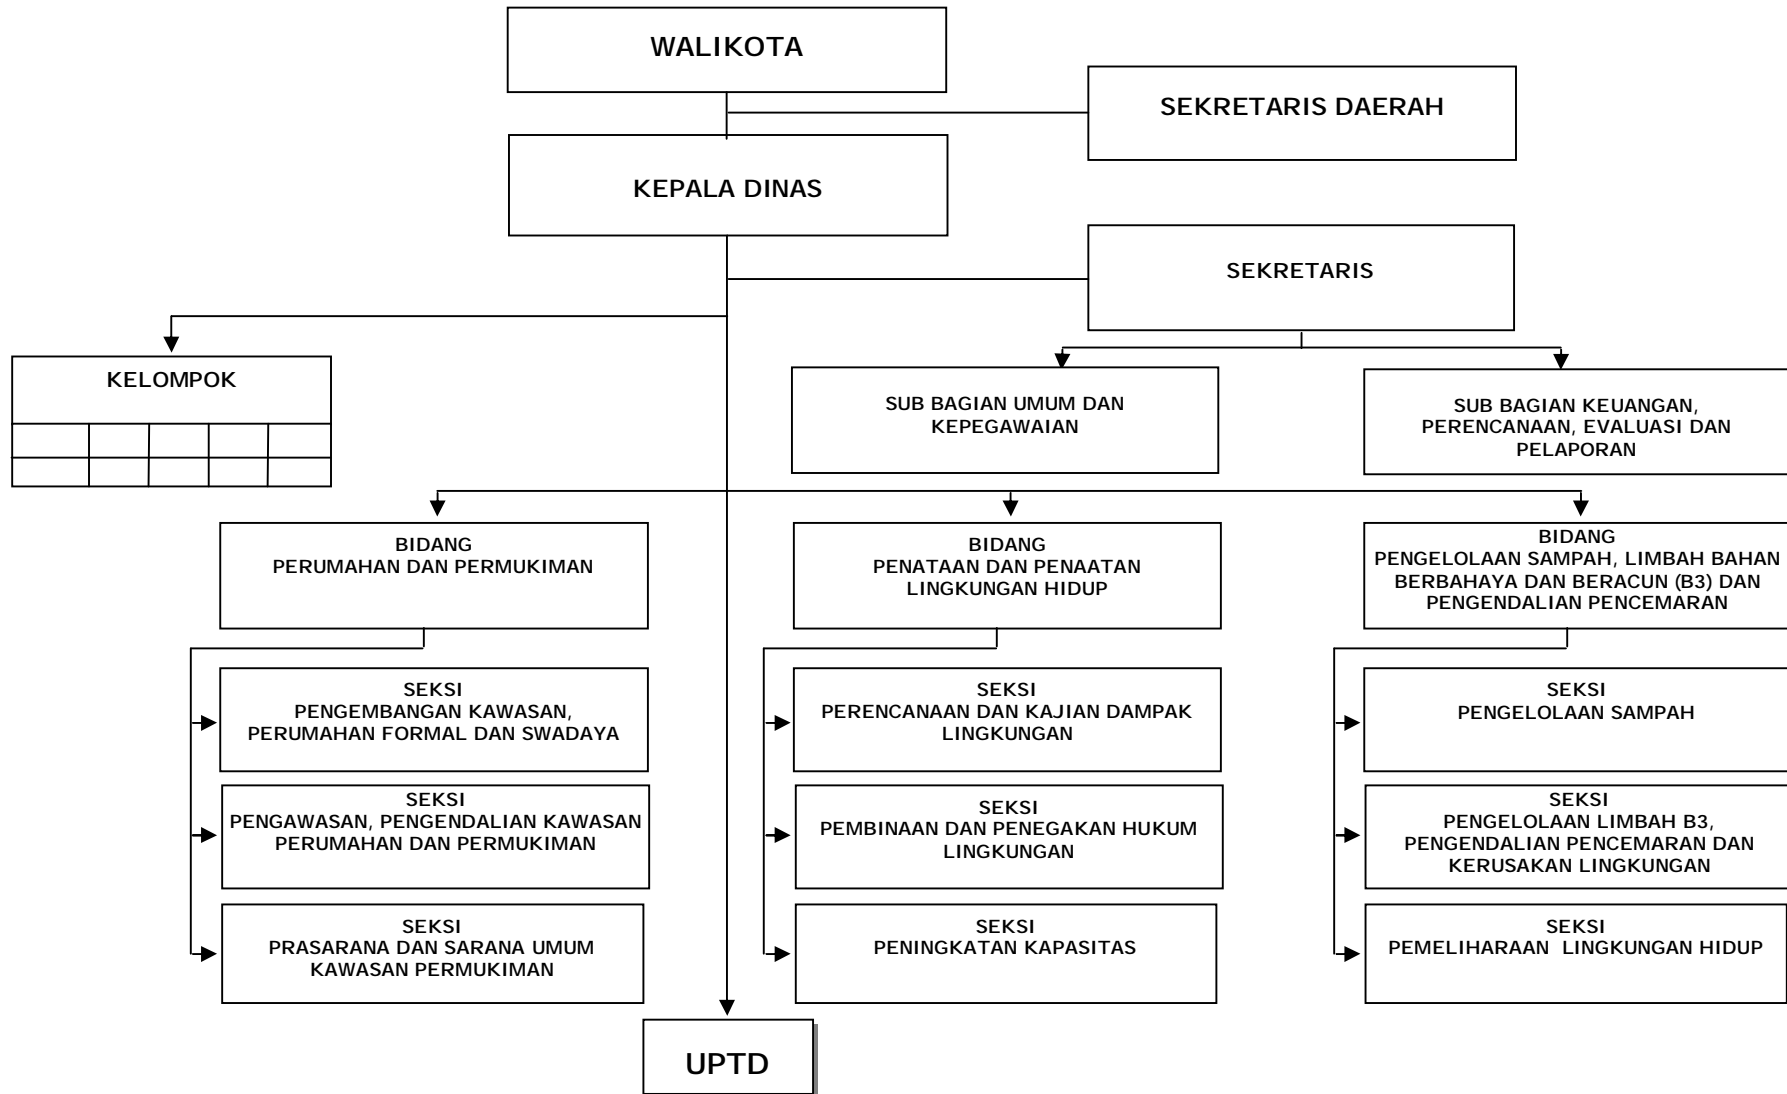 WALIKOTA
SEKRETARIS DAERAH
KEPALA DINAS
SEKRETARIS
KELOMPOK
SUB BAGIAN UMUM DAN
KEPEGAWAIAN
SUB BAGIAN KEUANGAN,
PERENCANAAN, EVALUASI DAN
PELAPORAN
BIDANG
PERUMAHAN DAN PERMUKIMAN
BIDANG
PENATAAN DAN PENAATAN
LINGKUNGAN HIDUP
BIDANG
PENGELOLAAN SAMPAH, LIMBAH BAHAN
BERBAHAYA DAN BERACUN (B3) DAN
PENGENDALIAN PENCEMARAN
SEKSI
PENGEMBANGAN KAWASAN,
PERUMAHAN FORMAL DAN SWADAYA
SEKSI
PERENCANAAN DAN KAJIAN DAMPAK
LINGKUNGAN
SEKSI
PENGELOLAAN SAMPAH
SEKSI
PENGAWASAN, PENGENDALIAN KAWASAN
PERUMAHAN DAN PERMUKIMAN
SEKSI
PEMBINAAN DAN PENEGAKAN HUKUM
LINGKUNGAN
SEKSI
PENGELOLAAN LIMBAH B3,
PENGENDALIAN PENCEMARAN DAN
KERUSAKAN LINGKUNGAN
SEKSI
PRASARANA DAN SARANA UMUM
KAWASAN PERMUKIMAN
SEKSI
PENINGKATAN KAPASITAS
SEKSI
PEMELIHARAAN LINGKUNGAN HIDUP
UPTD